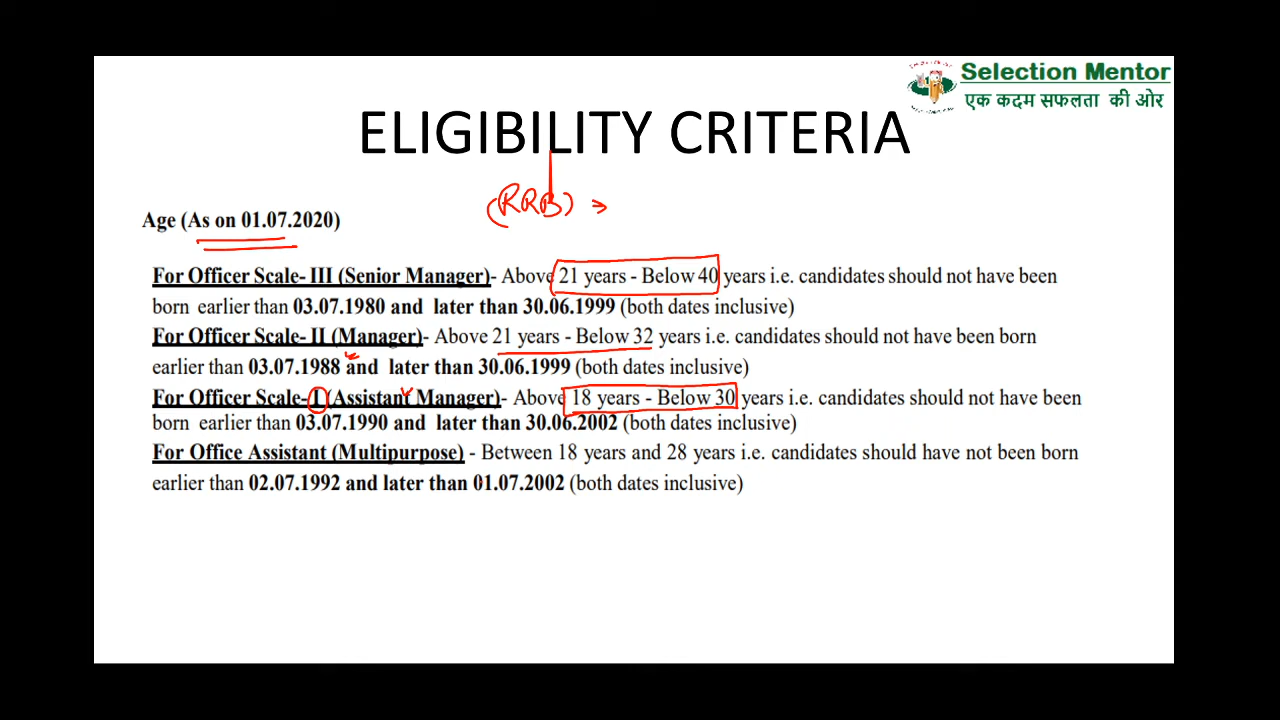 Selection Mentor
एक कदम सफलता की ओर
ELIGIBILITY CRITERIA
(RRB)
Age (As on 01.07.2020)
For Officer Scale- III (Senior Manager)- Above 21 years - Below 40 years i.e. candidates should not have been
born earlier than 03.07.1980 and later than 30.06.1999 (both dates inclusive)
For Officer Scale- II (Manager)- Above 21 years - Below 32 years i.e. candidates should not have been born
earlier than 03.07.1988 and later than 30.06.1999 (both dates inclusive)
For Officer Scale- I (Assistant Manager)- Above 18 years - Below 30 years i.e. candidates should not have been
born earlier than 03.07.1990 and later than 30.06.2002 (both dates inclusive)
For Office Assistant (Multipurpose) - Between 18 years and 28 years i.e. candidates should have not been born
earlier than 02.07.1992 and later than 01.07.2002 (both dates inclusive)